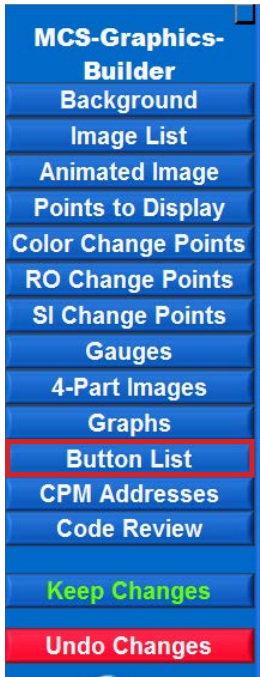 MCS-Graphics-
Builder
Background
Image List
Animated Image
Points to Display
Color Change Points
RO Change Points
SI Change Points
Gauges
4-Part Images
Graphs
Button List
CPM Addresses
Code Review
Keep Changes
Undo Changes